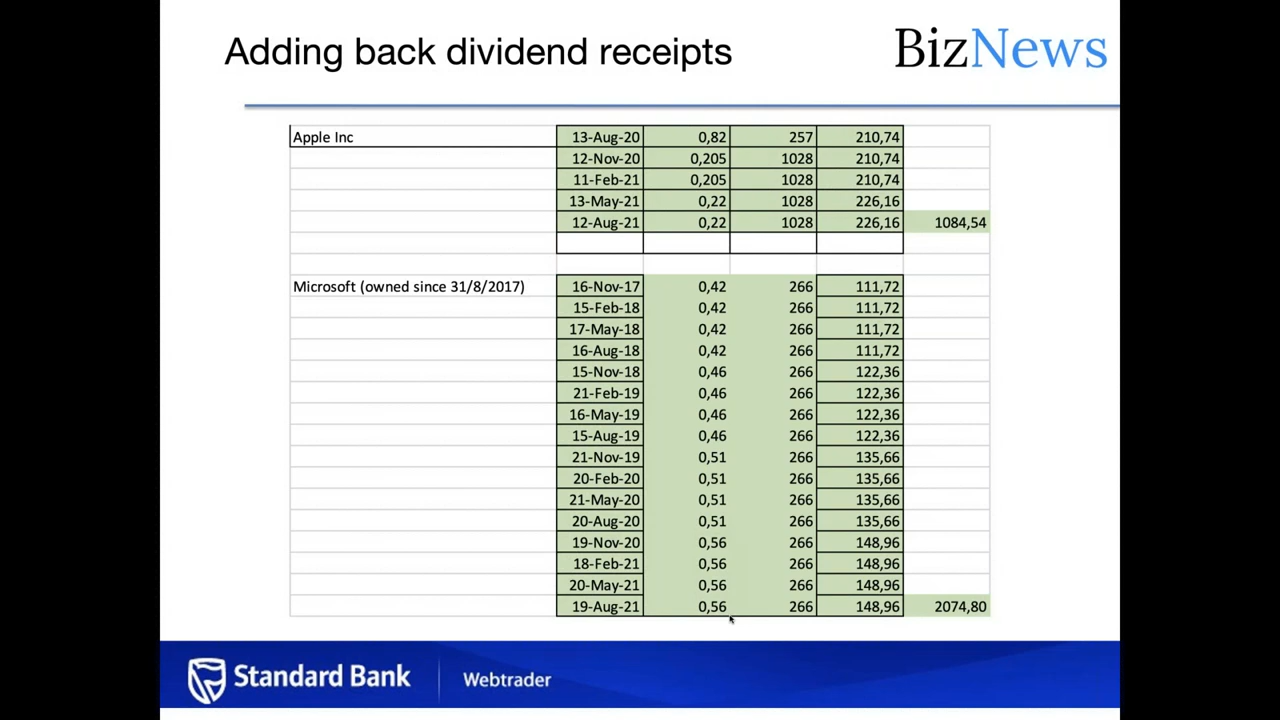 Adding back dividend receipts
BizNews
Apple Inc 13-Aug-20 0,82 257 210,74
12-Nov-20 0,205 1028 210,74
11-Feb-21 0,205 1028 210,74
13-May-21 0,22 1028 226,16
12-Aug-21 0,22 1028 226,16 1084,54
Microsoft (owned since 31/8/2017) 16-Nov-17 0,42 266 111,72
15-Feb-18 0,42 266 111,72
17-May-18 0,42 266 111,72
16-Aug-18 0,42 266 111,72
15-Nov-18 0,46 266 122,36
21-Feb-19 0,46 266 122,36
16-May-19 0,46 266 122,36
15-Aug-19 0,46 266 122,36
21-Nov-19 0,51 266 135,66
20-Feb-20 0,51 266 135,66
21-May-20 0,51 266 135,66
20-Aug-20 0,51 266 135,66
19-Nov-20 0,56 266 148,96
18-Feb-21 0,56 266 148,96
20-May-21 0,56 266 148,96
19-Aug-21 0,56 266 148,96 2074,80
Standard Bank Webtrader